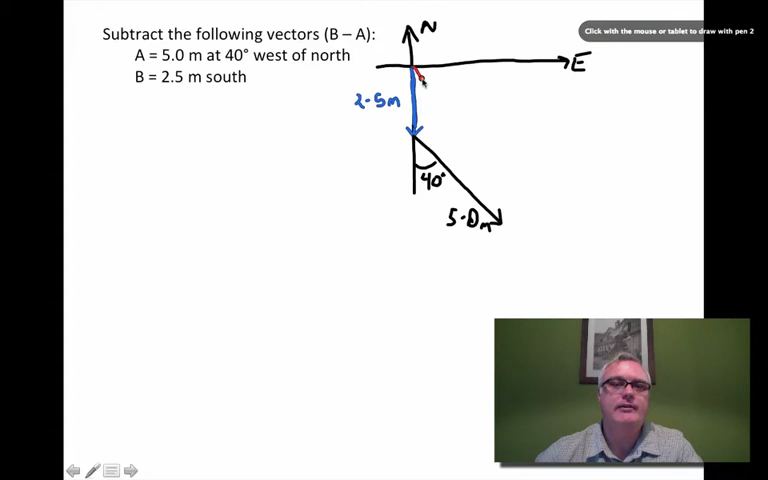 Subtract the following vectors (B – A):
A = 5.0 m at 40° west of north
B = 2.5 m south
Click with the mouse or tablet to draw with pen 2
N
E
2.5m
40°
5.0m